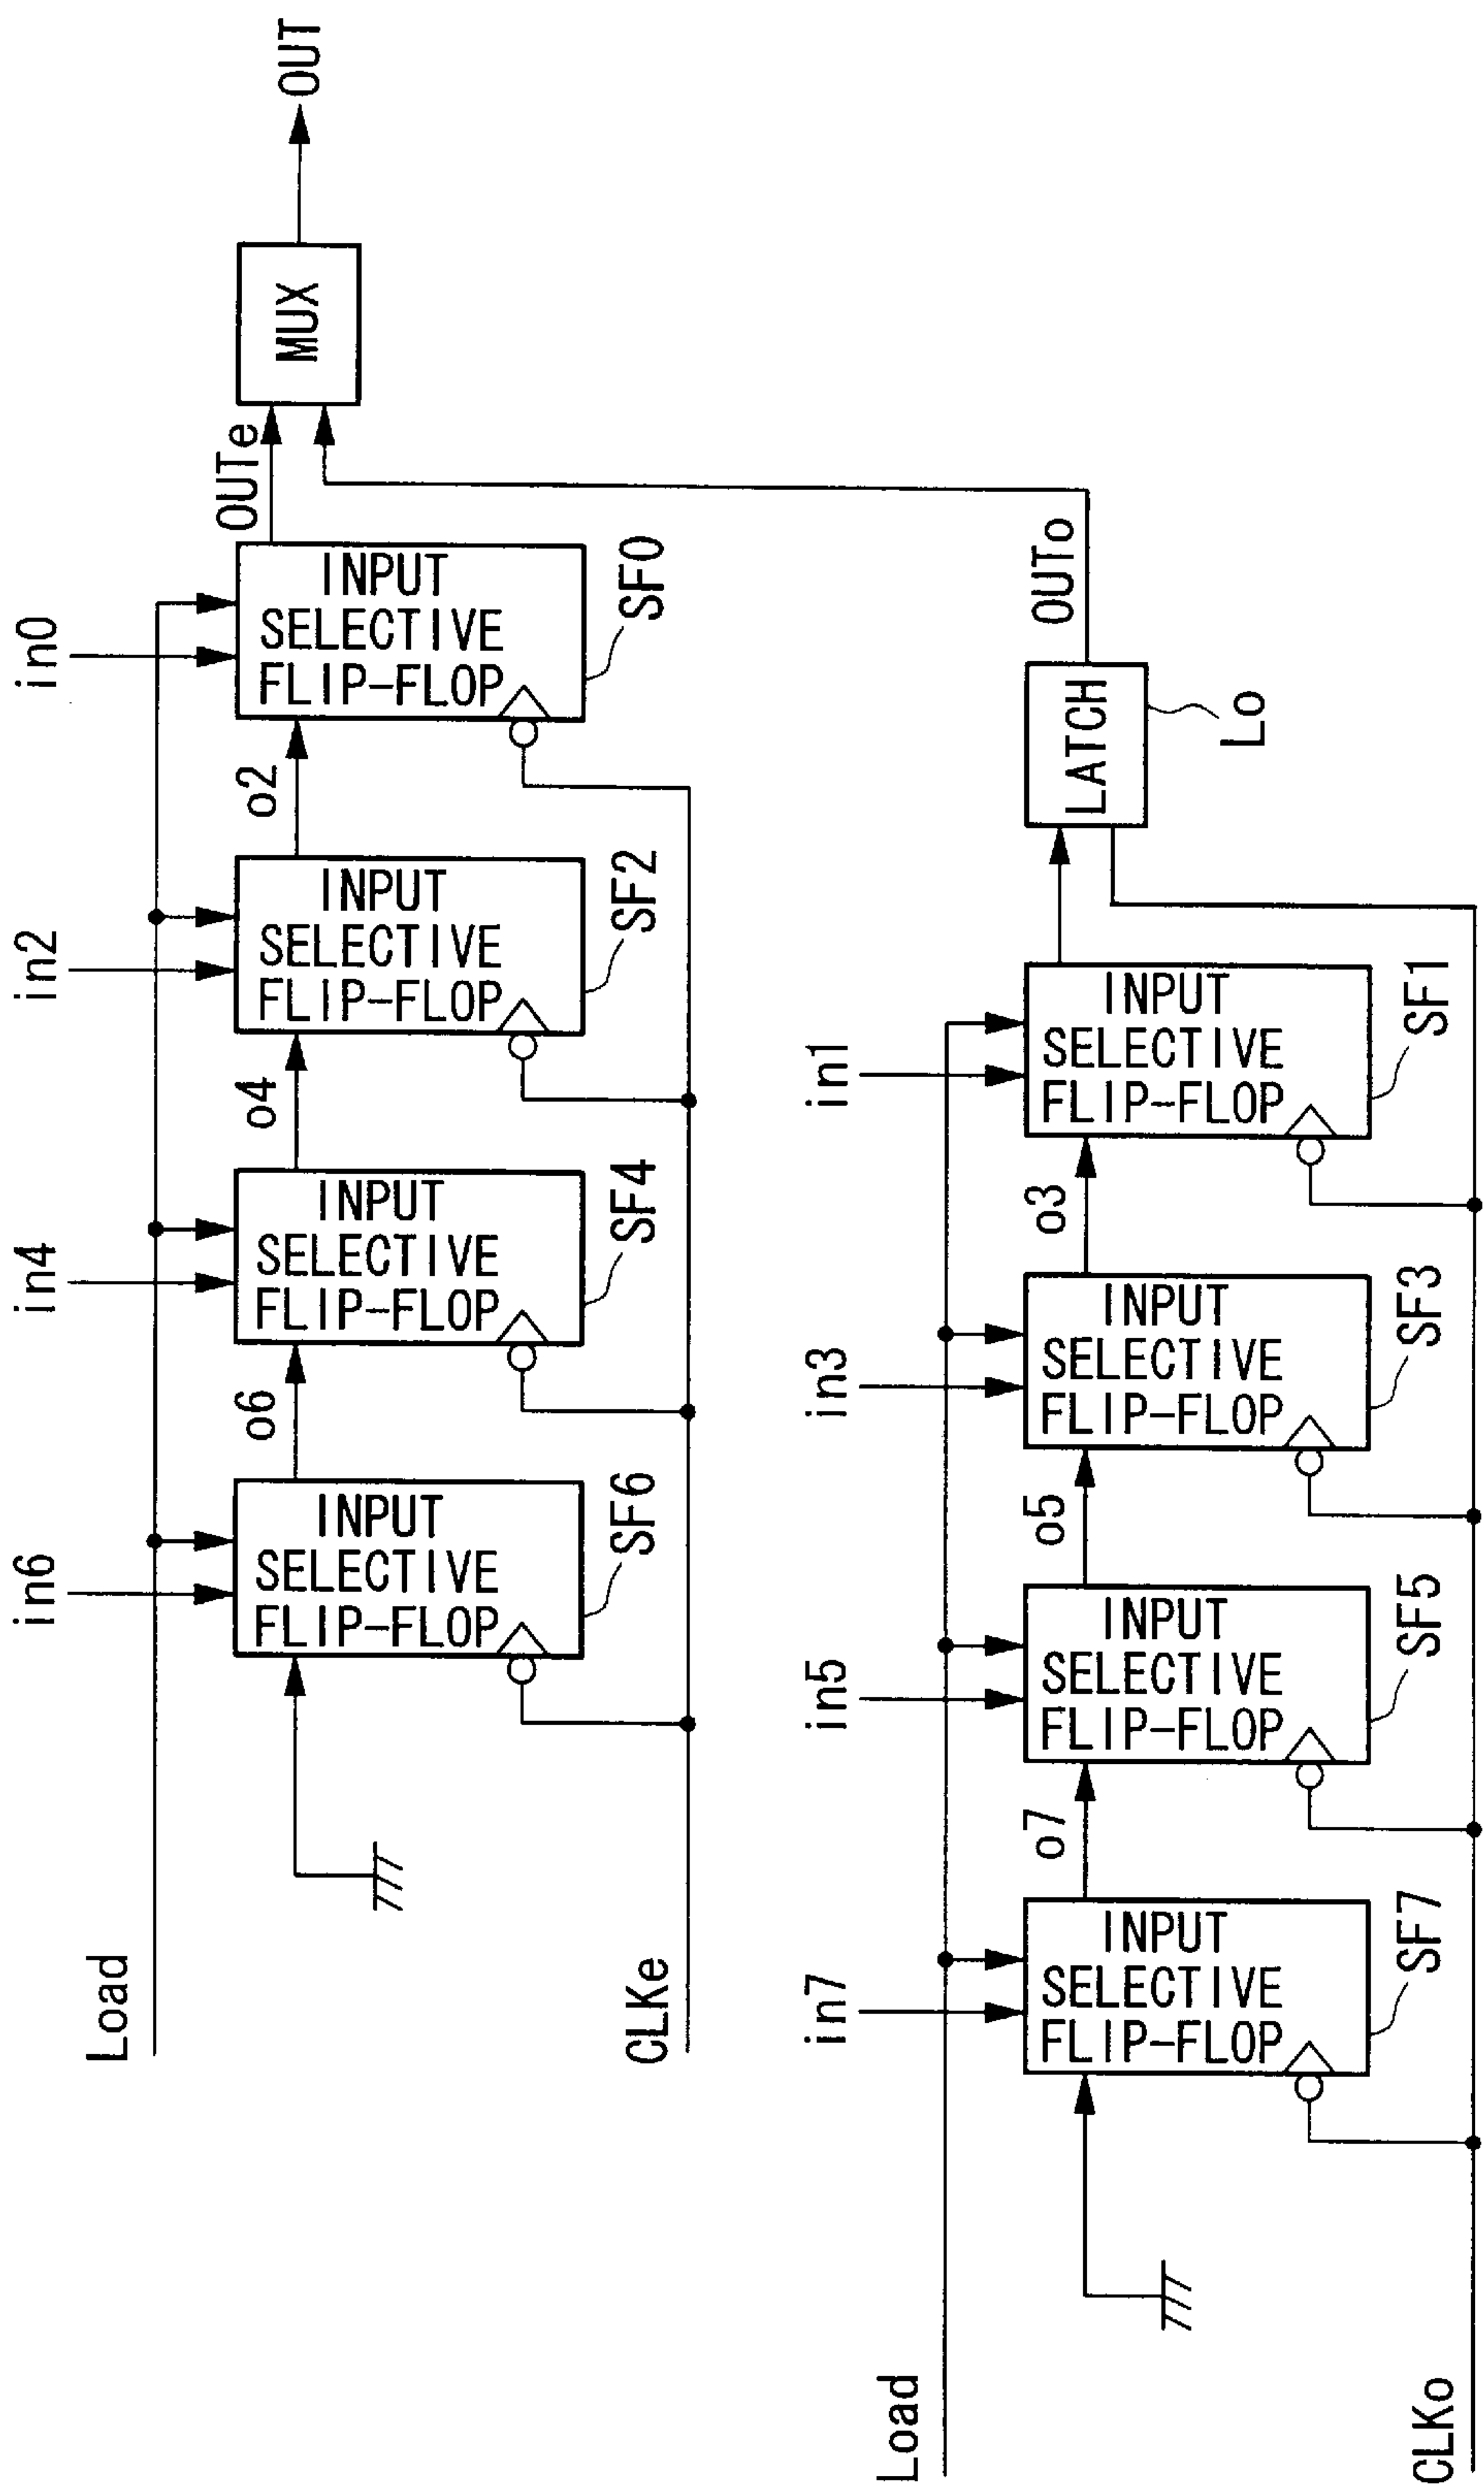 in6
in4
in2
in0
Load
INPUT
SELECTIVE
FLIP-FLOP
SF6
o6
INPUT
SELECTIVE
FLIP-FLOP
SF4
o4
INPUT
SELECTIVE
FLIP-FLOP
SF2
o2
INPUT
SELECTIVE
FLIP-FLOP
SF0
OUTe
MUX
OUT
CLKe
in7
in5
in3
in1
Load
INPUT
SELECTIVE
FLIP-FLOP
SF7
o7
INPUT
SELECTIVE
FLIP-FLOP
SF5
o5
INPUT
SELECTIVE
FLIP-FLOP
SF3
o3
INPUT
SELECTIVE
FLIP-FLOP
SF1
LATCH
Lo
OUTo
CLKo